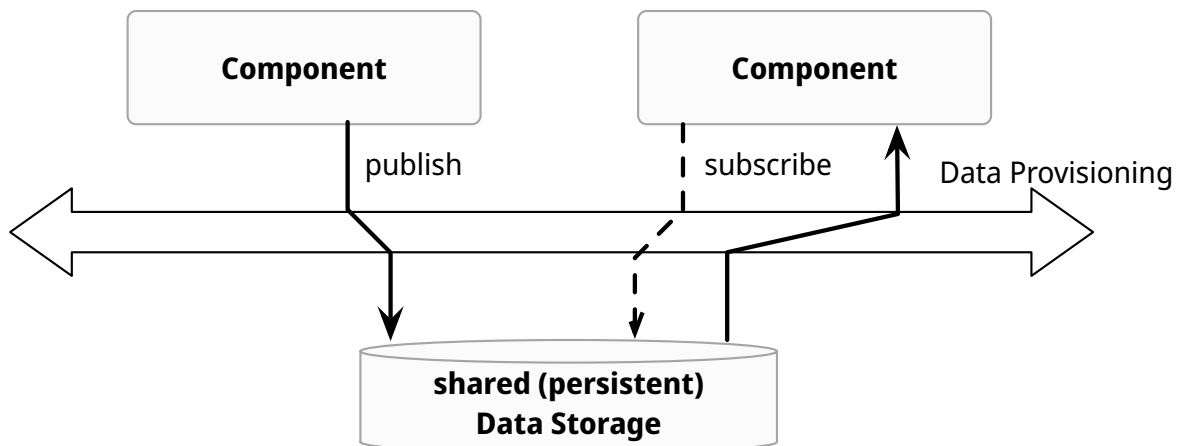 Component
Component
publish
subscribe
Data Provisioning
shared (persistent)
Data Storage